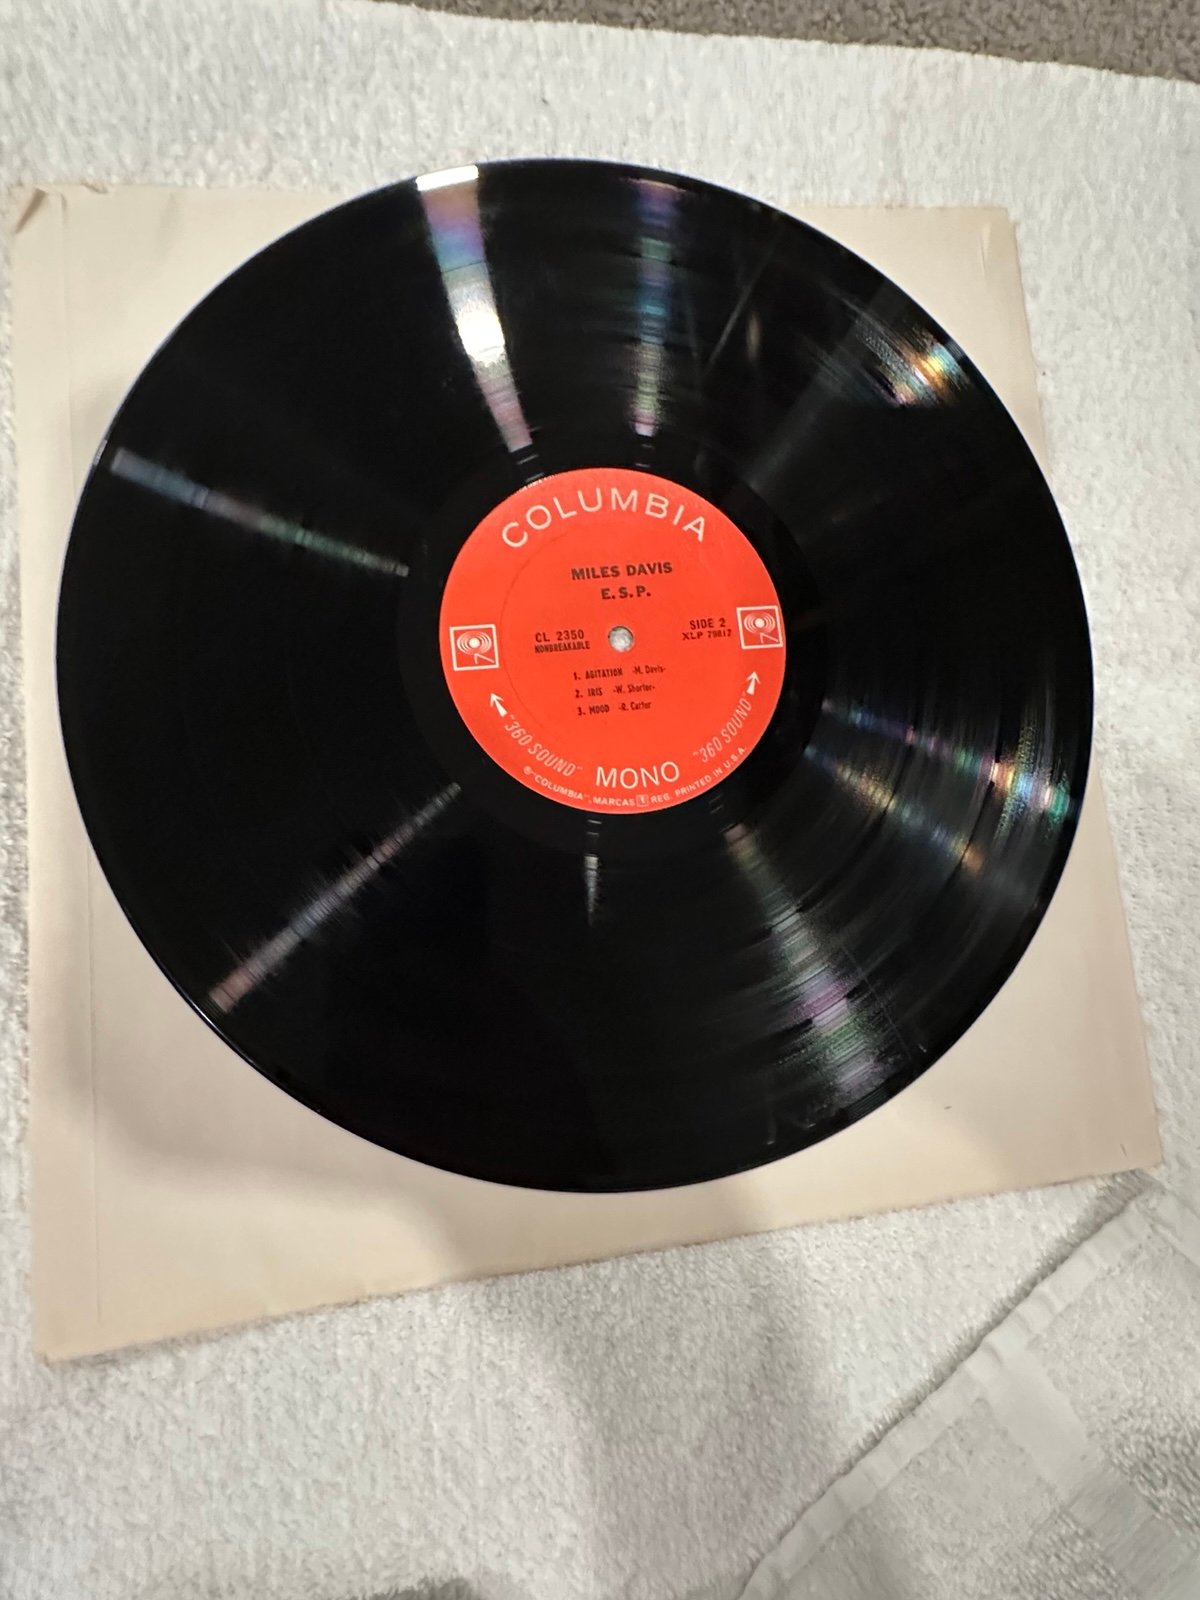 COLUMBIA
MILES DAVIS
E.S.P.
CL 2350
NONBREAKABLE
SIDE 2
XLP 79817
1. AGITATION -M. Davis-
2. IRIS -W. Shorter-
3. MOOD -R. Carter
"360 SOUND" MONO "360 SOUND"
®"COLUMBIA", MARCAS T REG. PRINTED IN U.S.A.